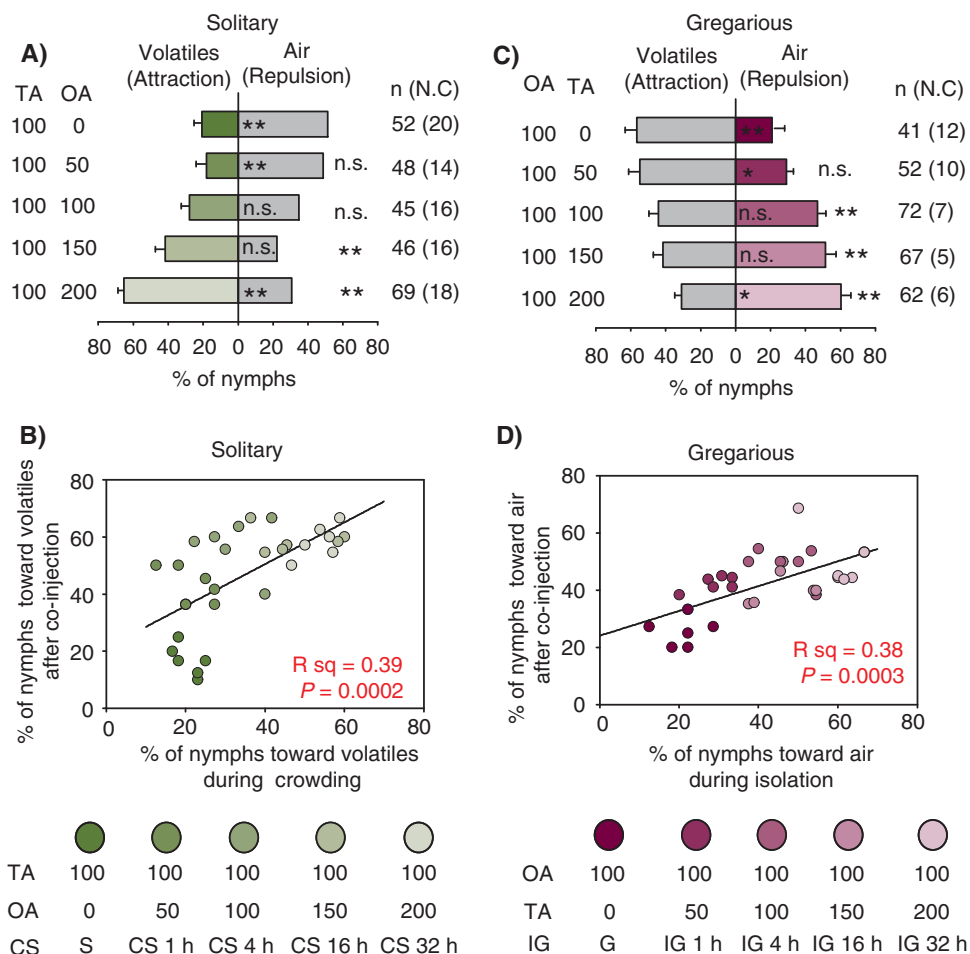 A)
Solitary
Volatiles (Attraction)
Air (Repulsion)
TA OA n (N.C)
100 0 ** 52 (20)
100 50 ** n.s. 48 (14)
100 100 n.s. n.s. 45 (16)
100 150 n.s. ** 46 (16)
100 200 ** ** 69 (18)
80 60 40 20 0 20 40 60 80
% of nymphs
C)
Gregarious
Volatiles (Attraction)
Air (Repulsion)
OA TA n (N.C)
100 0 ** 41 (12)
100 50 * n.s. 52 (10)
100 100 n.s. ** 72 (7)
100 150 n.s. ** 67 (5)
100 200 * ** 62 (6)
80 60 40 20 0 20 40 60 80
% of nymphs
B)
Solitary
% of nymphs toward volatiles after co-injection
80
60
40
20
0
R sq = 0.39
P = 0.0002
0 20 40 60 80
% of nymphs toward volatiles
during crowding
D)
Gregarious
% of nymphs toward air after co-injection
80
60
40
20
0
R sq = 0.38
P = 0.0003
0 20 40 60 80
% of nymphs toward air
during isolation
TA 100 100 100 100 100
OA 0 50 100 150 200
CS S CS 1 h CS 4 h CS 16 h CS 32 h
OA 100 100 100 100 100
TA 0 50 100 150 200
IG G IG 1 h IG 4 h IG 16 h IG 32 h